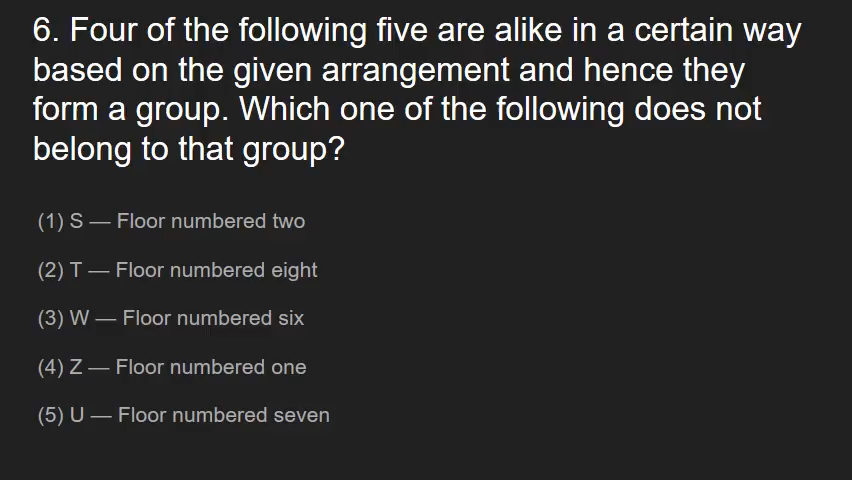 6. Four of the following five are alike in a certain way
based on the given arrangement and hence they
form a group. Which one of the following does not
belong to that group?
(1) S — Floor numbered two
(2) T — Floor numbered eight
(3) W — Floor numbered six
(4) Z — Floor numbered one
(5) U — Floor numbered seven